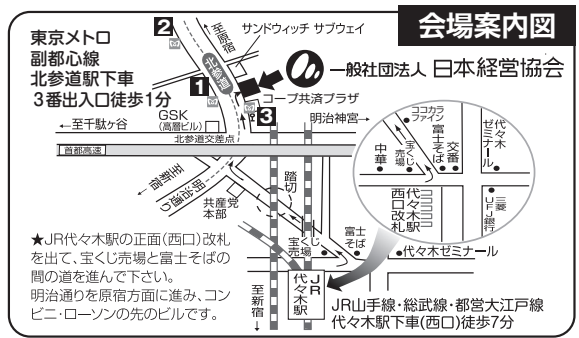 会場案内図
東京メトロ
副都心線
北参道駅下車
3番出入口徒歩1分
2
至原宿
サンドウィッチ サブウェイ
北参道
一般社団法人 日本経営協会
1
コープ共済プラザ
3
GSK
(高層ビル)
明治神宮→
←至千駄ヶ谷
北参道交差点
首都高速
至新宿
明治通り
踏切
共産党
本部
ココカラ
ファイン
代々木
ゼミナール
富士そば
交番
宝くじ
売場
中華
代々木駅
西口改札
三菱
UFJ銀行
★JR代々木駅の正面(西口)改札
を出て、宝くじ売場と富士そばの
間の道を進んで下さい。
明治通りを原宿方面に進み、コン
ビニ・ローソンの先のビルです。
宝くじ
売場
富士
そば
代々木ゼミナール
至新宿
↓
JR
代々木駅
JR山手線・総武線・都営大江戸線
代々木駅下車(西口)徒歩7分